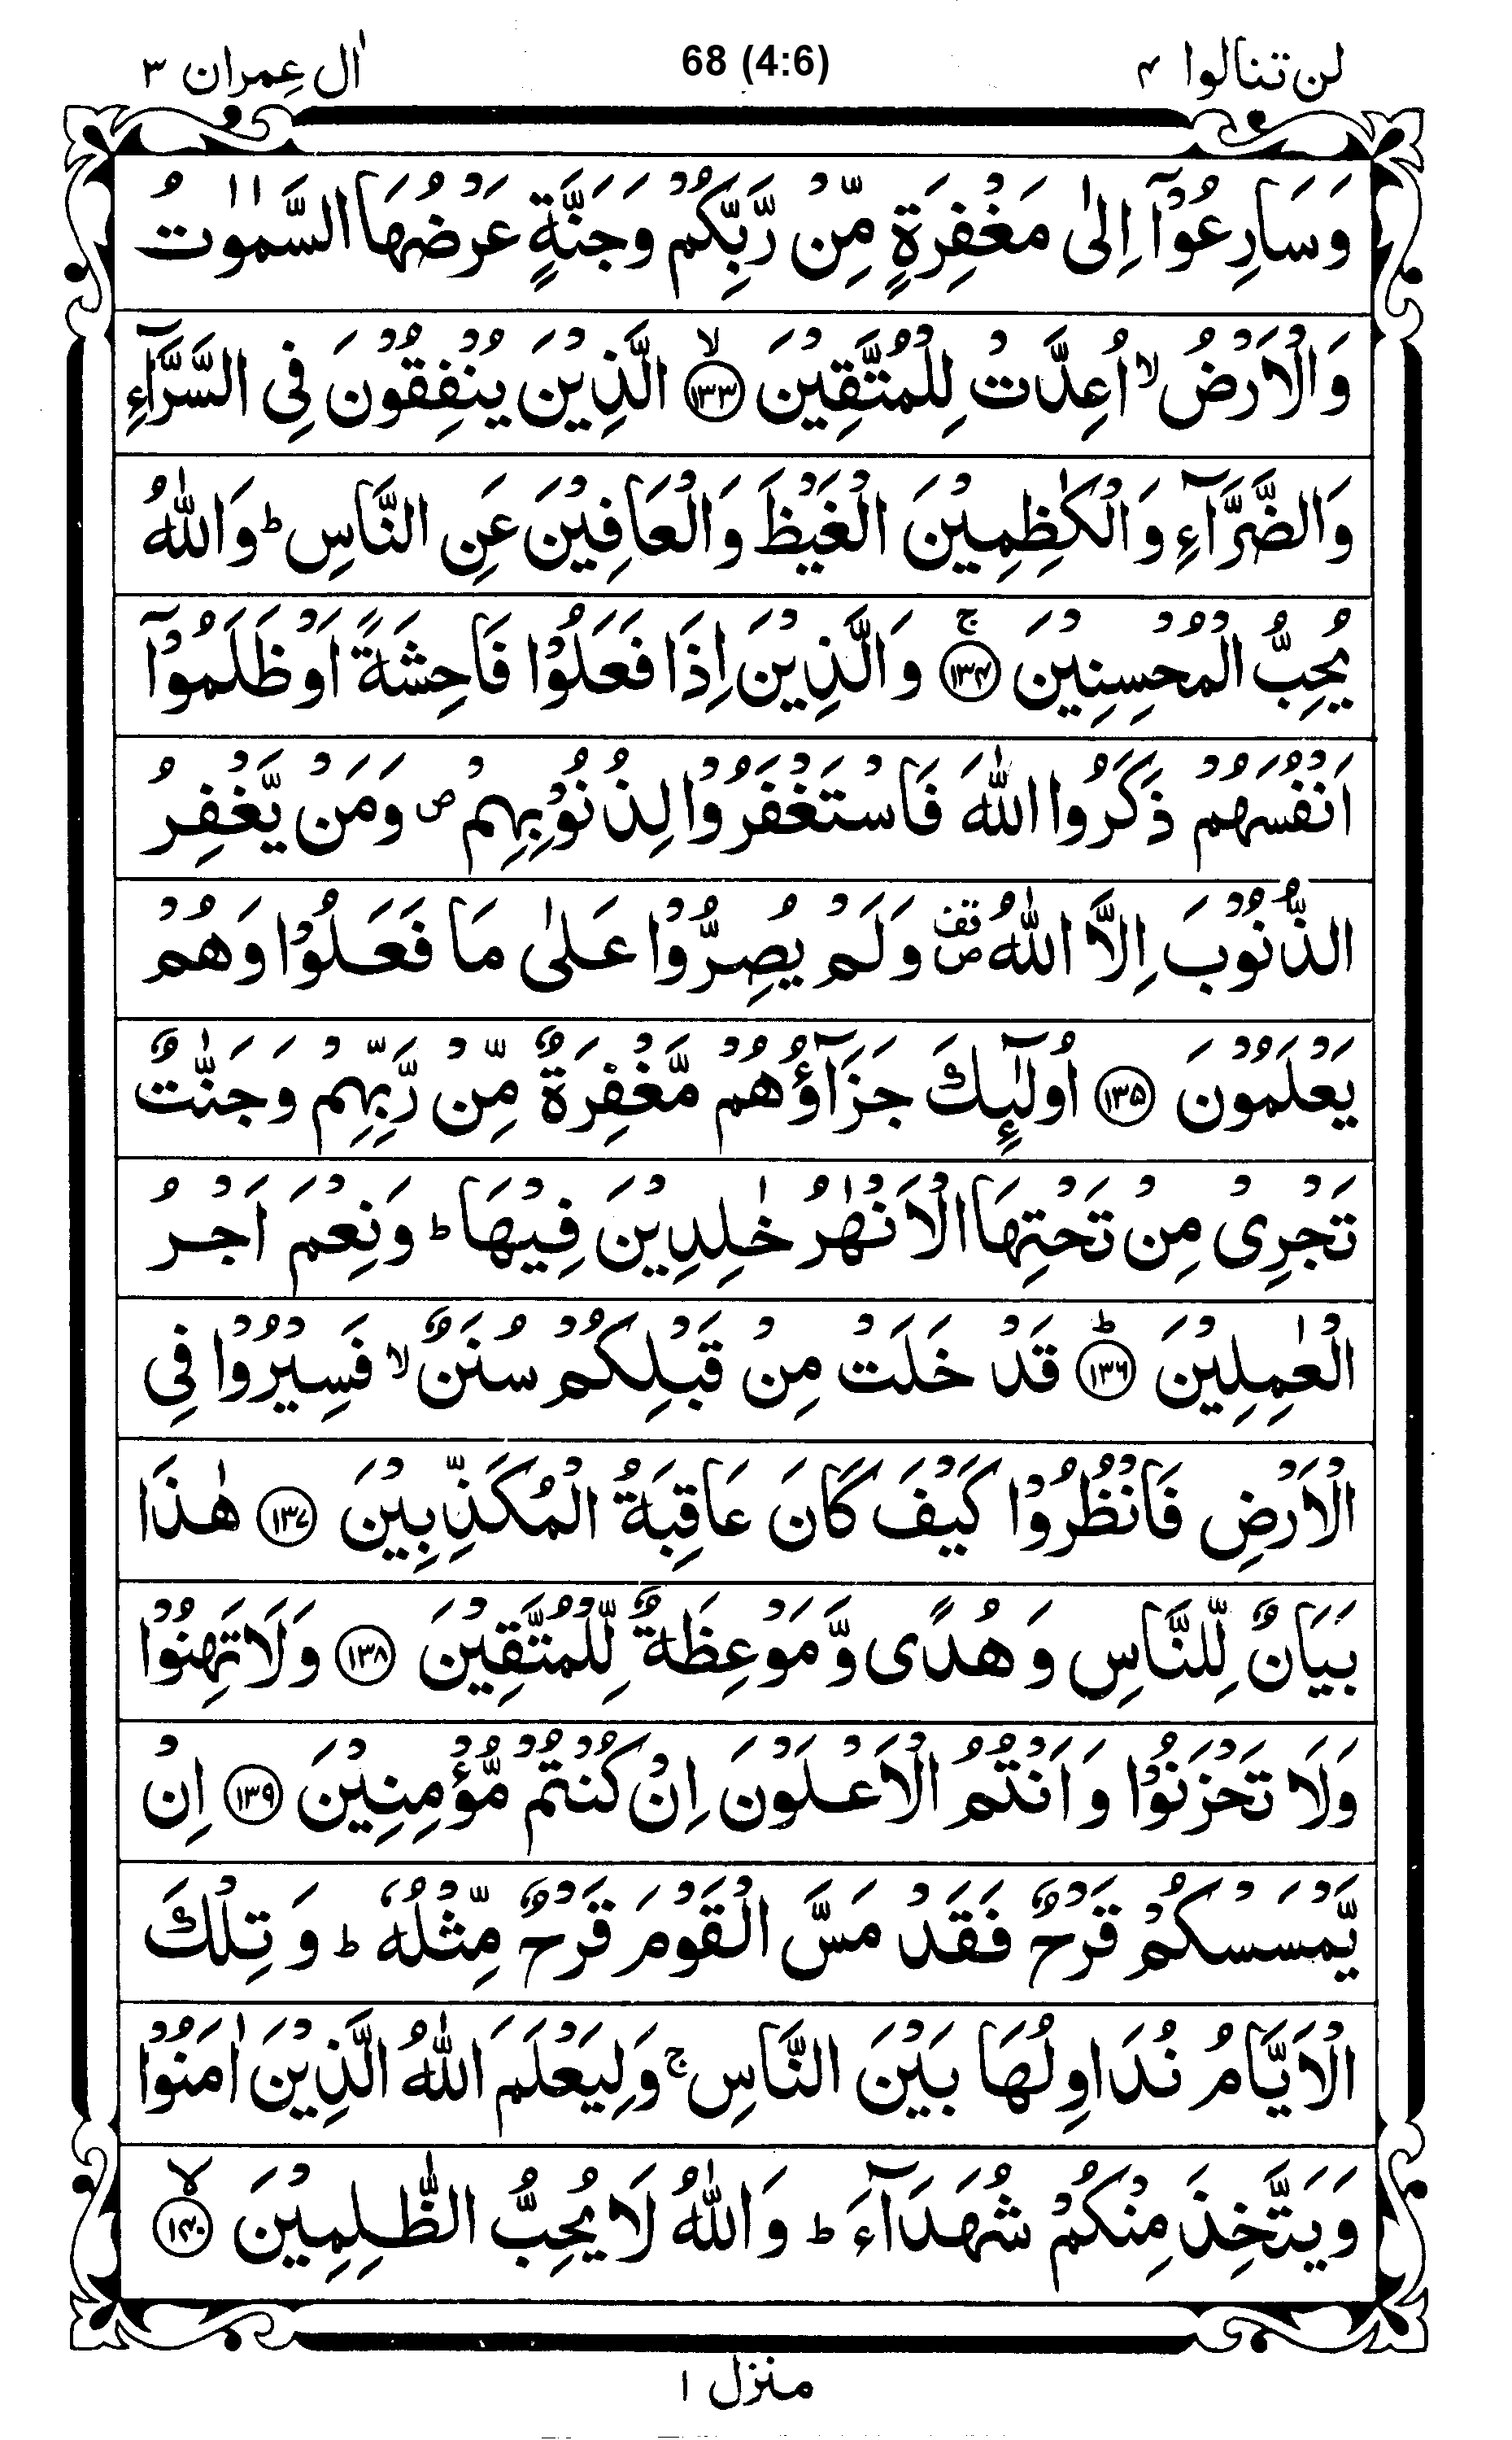 لن تنالوا ۴ 68 (4:6) اٰل عِمران ۳
وَسَارِعُوْۤا اِلٰى مَغْفِرَةٍ مِّنْ رَّبِّكُمْ وَجَنَّةٍ عَرْضُهَا السَّمٰوٰتُ
وَالْاَرْضُ ۙ اُعِدَّتْ لِلْمُتَّقِيْنَ ۙ﴿۱۳۳﴾ الَّذِيْنَ يُنْفِقُوْنَ فِى السَّرَّآءِ
وَالضَّرَّآءِ وَالْكٰظِمِيْنَ الْغَيْظَ وَالْعَافِيْنَ عَنِ النَّاسِ ؕ وَاللّٰهُ
يُحِبُّ الْمُحْسِنِيْنَ ۚ﴿۱۳۴﴾ وَالَّذِيْنَ اِذَا فَعَلُوْا فَاحِشَةً اَوْ ظَلَمُوْۤا
اَنْفُسَهُمْ ذَكَرُوا اللّٰهَ فَاسْتَغْفَرُوْا لِذُنُوْبِهِمْ ص وَمَنْ يَّغْفِرُ
الذُّنُوْبَ اِلَّا اللّٰهُ ص قف وَلَمْ يُصِرُّوْا عَلٰى مَا فَعَلُوْا وَهُمْ
يَعْلَمُوْنَ ﴿۱۳۵﴾ اُولٰٓئِكَ جَزَآؤُهُمْ مَّغْفِرَةٌ مِّنْ رَّبِّهِمْ وَجَنّٰتٌ
تَجْرِىْ مِنْ تَحْتِهَا الْاَنْهٰرُ خٰلِدِيْنَ فِيْهَا ؕ وَنِعْمَ اَجْرُ
الْعٰمِلِيْنَ ؕ﴿۱۳۶﴾ قَدْ خَلَتْ مِنْ قَبْلِكُمْ سُنَنٌ ۙ فَسِيْرُوْا فِى
الْاَرْضِ فَانْظُرُوْا كَيْفَ كَانَ عَاقِبَةُ الْمُكَذِّبِيْنَ ﴿۱۳۷﴾ هٰذَا
بَيَانٌ لِّلنَّاسِ وَهُدًى وَّمَوْعِظَةٌ لِّلْمُتَّقِيْنَ ﴿۱۳۸﴾ وَلَا تَهِنُوْا
وَلَا تَحْزَنُوْا وَاَنْتُمُ الْاَعْلَوْنَ اِنْ كُنْتُمْ مُّؤْمِنِيْنَ ﴿۱۳۹﴾ اِنْ
يَّمْسَسْكُمْ قَرْحٌ فَقَدْ مَسَّ الْقَوْمَ قَرْحٌ مِّثْلُهٗ ؕ وَتِلْكَ
الْاَيَّامُ نُدَاوِلُهَا بَيْنَ النَّاسِ ۚ وَلِيَعْلَمَ اللّٰهُ الَّذِيْنَ اٰمَنُوْا
وَيَتَّخِذَ مِنْكُمْ شُهَدَآءَ ؕ وَاللّٰهُ لَا يُحِبُّ الظّٰلِمِيْنَ ۙ﴿۱۴۰﴾
منزل ۱